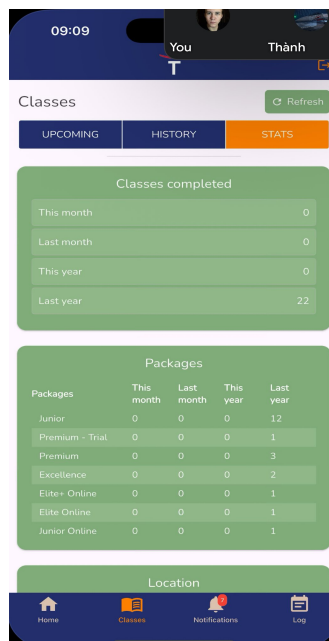 09:09
You
Thành
T
Classes
Refresh
UPCOMING
HISTORY
STATS
Classes completed
This month 0
Last month 0
This year 0
Last year 22
Packages
Packages This month Last month This year Last year
Junior 0 0 0 12
Premium - Trial 0 0 0 1
Premium 0 0 0 3
Excellence 0 0 0 2
Elite+ Online 0 0 0 1
Elite Online 0 0 0 1
Junior Online 0 0 0 1
Location
7
Home
Classes
Notifications
Log